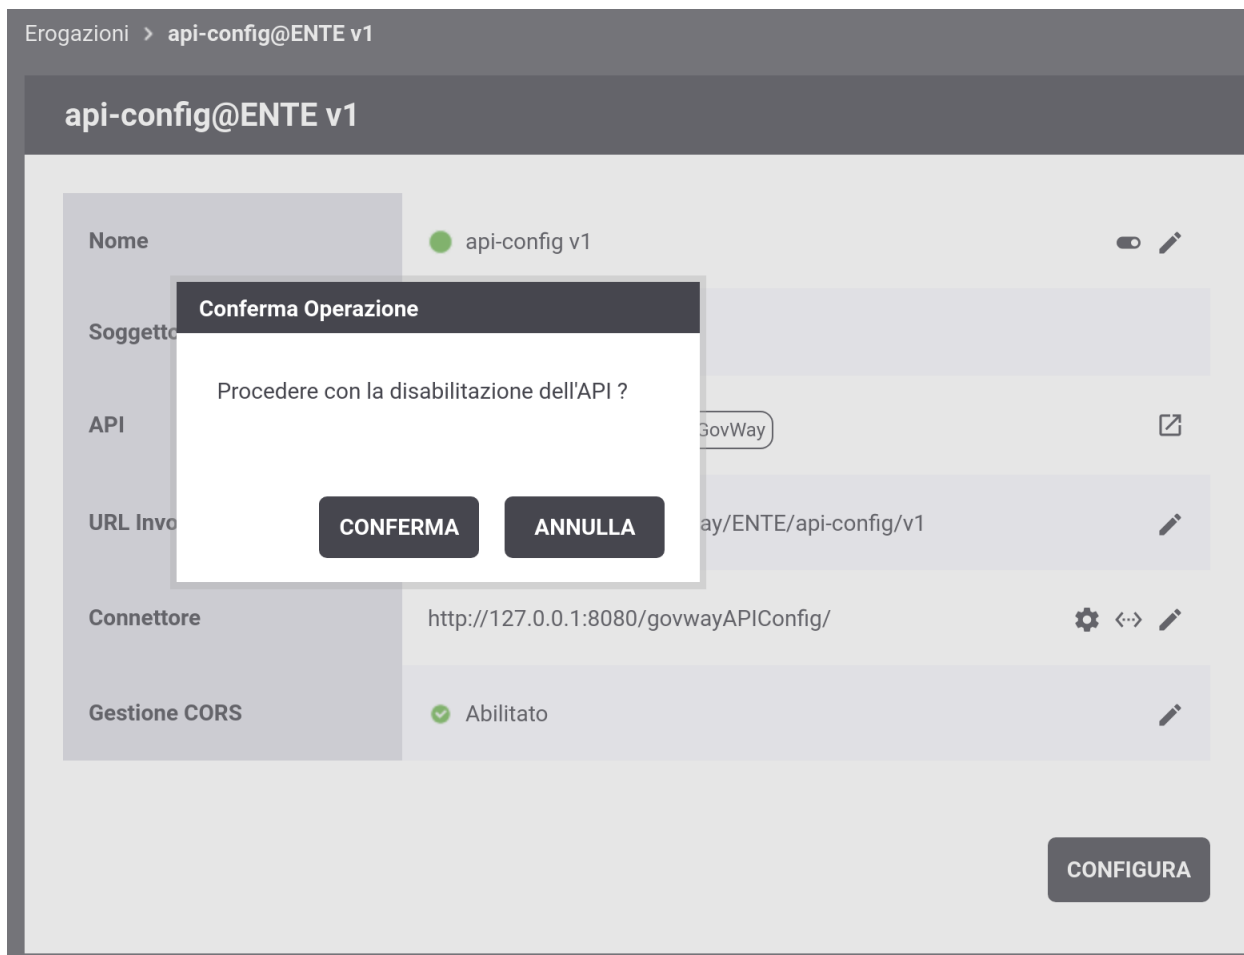 Erogazioni > api-config@ENTE v1
api-config@ENTE v1
Nome api-config v1
Conferma Operazione
Soggetto
Procedere con la disabilitazione dell'API ?
API GovWay
URL Invo ay/ENTE/api-config/v1
CONFERMA ANNULLA
Connettore http://127.0.0.1:8080/govwayAPIConfig/
Gestione CORS Abilitato
CONFIGURA